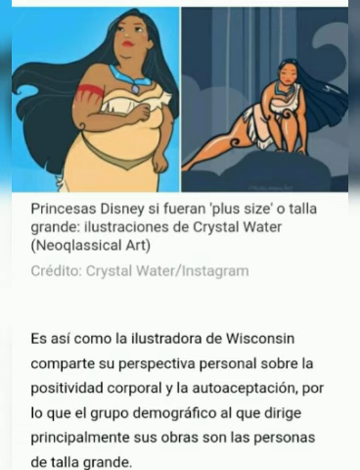 Princesas Disney si fueran 'plus size' o talla
grande: ilustraciones de Crystal Water
(Neoqlassical Art)
Crédito: Crystal Water/Instagram
Es así como la ilustradora de Wisconsin
comparte su perspectiva personal sobre la
positividad corporal y la autoaceptación, por
lo que el grupo demográfico al que dirige
principalmente sus obras son las personas
de talla grande.